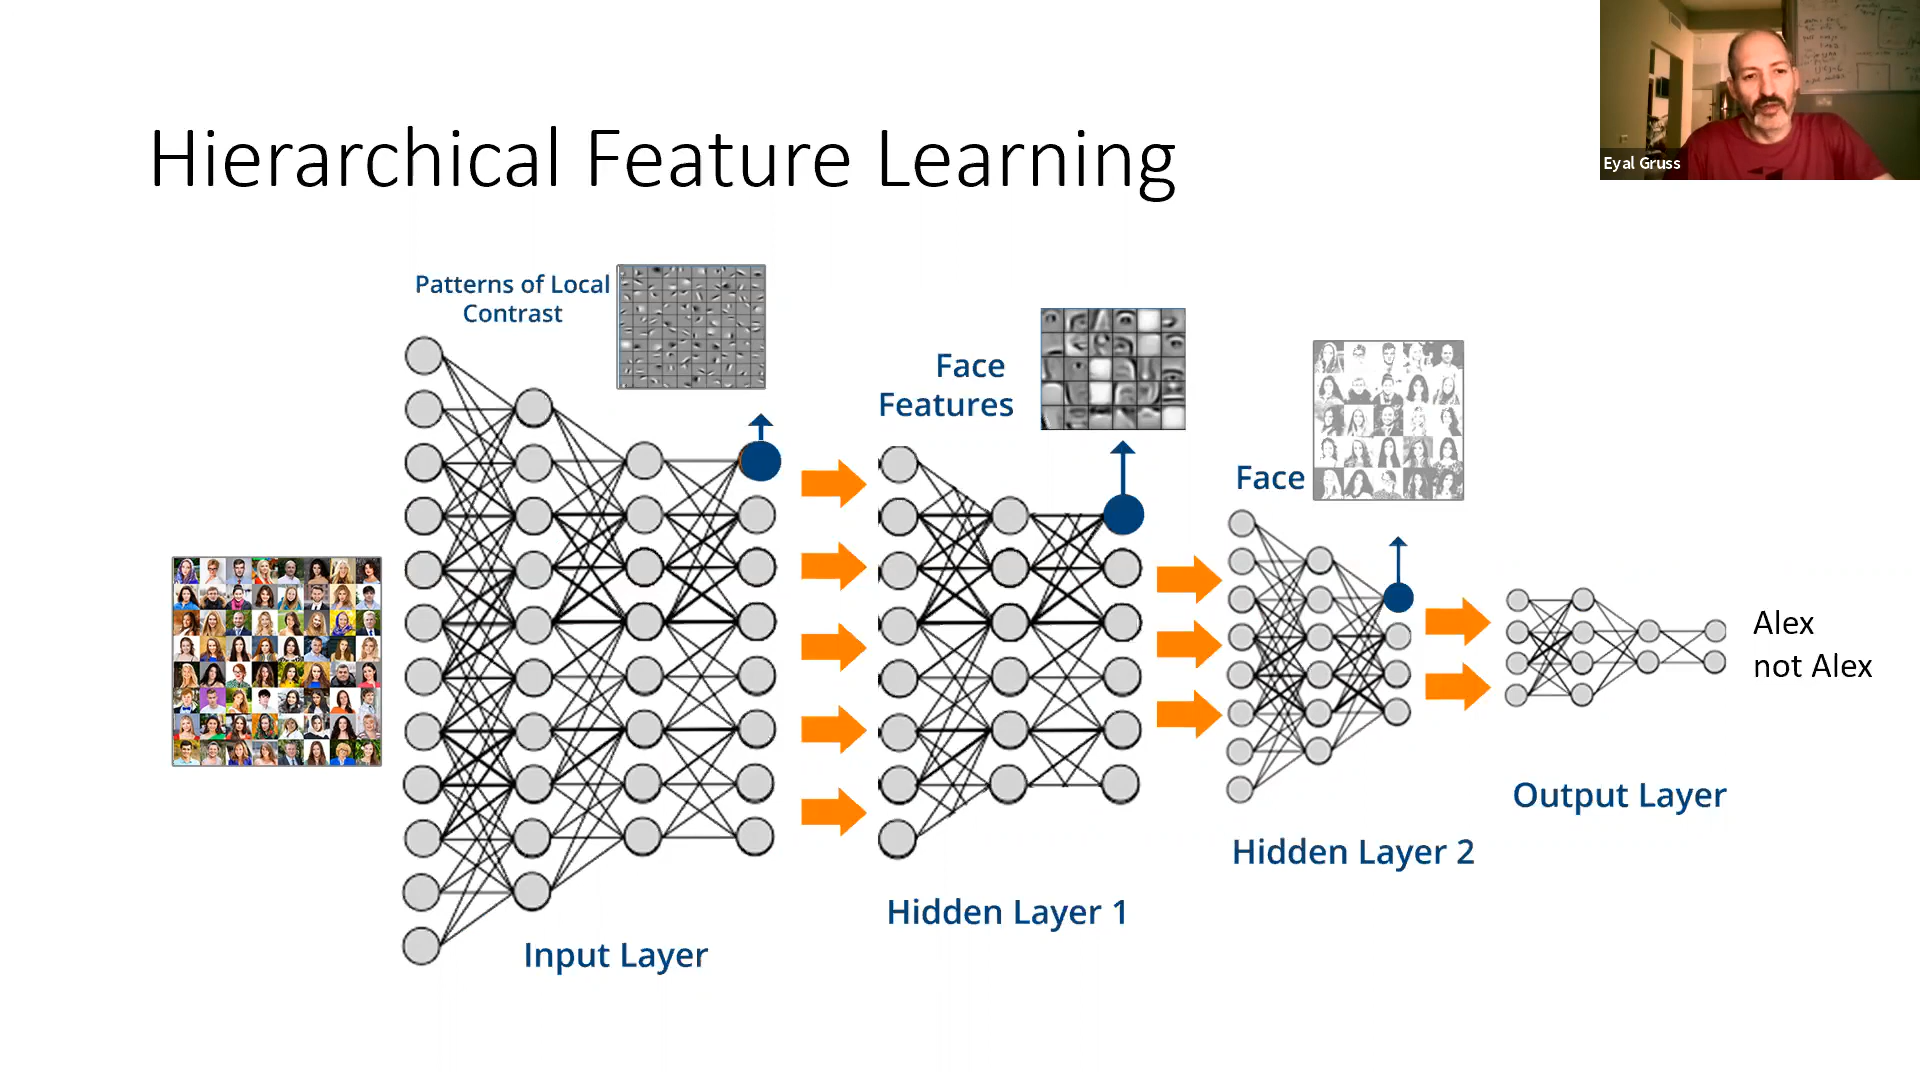 Eyal Gruss
Hierarchical Feature Learning
Patterns of Local
Contrast
Face
Features
Face
Alex
not Alex
Output Layer
Hidden Layer 2
Hidden Layer 1
Input Layer